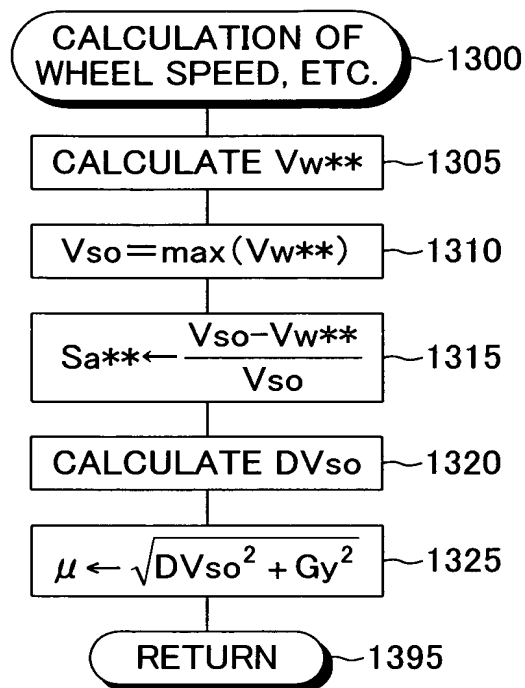 CALCULATION OF
WHEEL SPEED, ETC.
1300
CALCULATE Vw**
1305
Vso=max(Vw**)
1310
Sa**←(Vso-Vw**)/Vso
1315
CALCULATE DVso
1320
μ←√(DVso²+Gy²)
1325
RETURN
1395